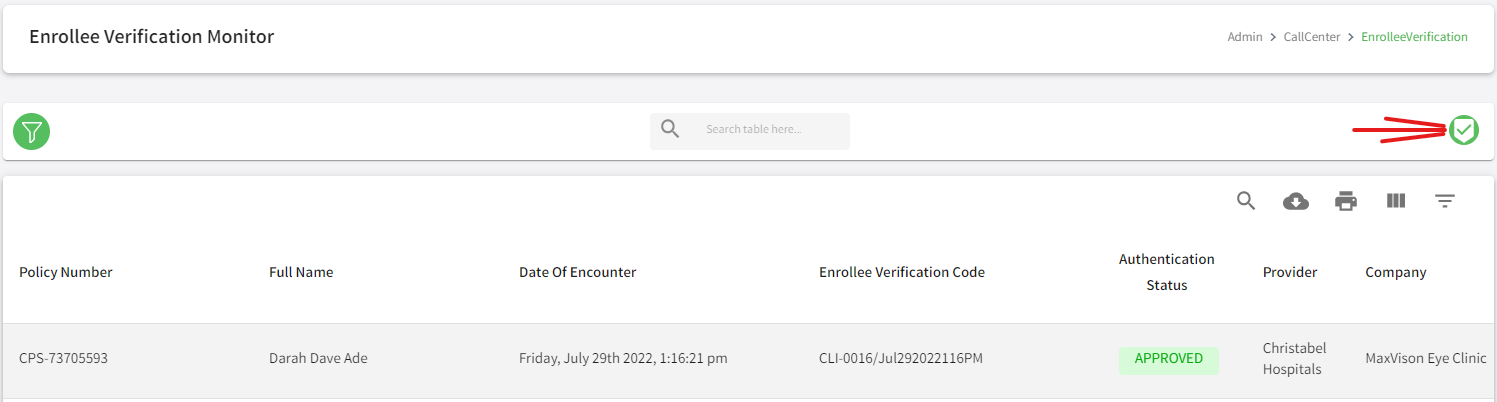 Enrollee Verification Monitor
Admin > CallCenter > EnrolleeVerification
Search table here...
Policy Number Full Name Date Of Encounter Enrollee Verification Code Authentication Status Provider Company
CPS-73705593 Darah Dave Ade Friday, July 29th 2022, 1:16:21 pm CLI-0016/Jul292022116PM APPROVED Christabel Hospitals MaxVison Eye Clinic